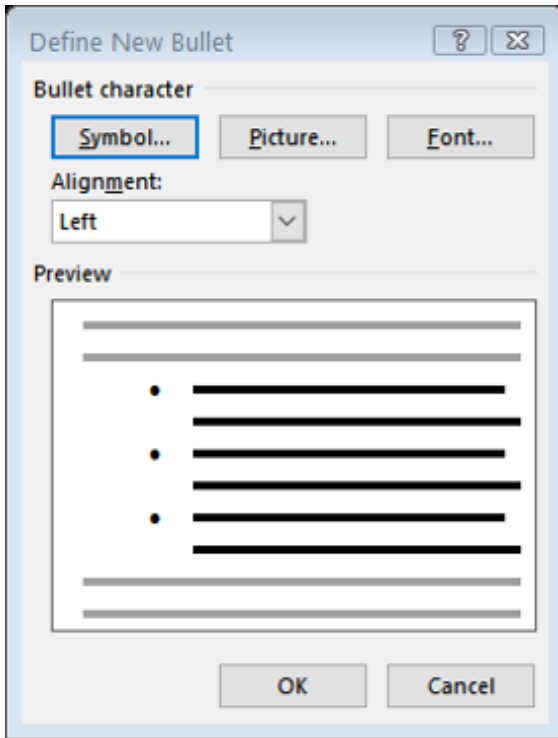 Define New Bullet
Bullet character
Symbol... Picture... Font...
Alignment:
Left
Preview
OK Cancel